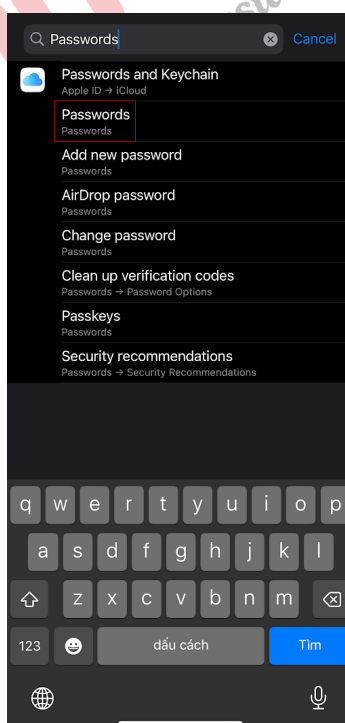 Passwords
Cancel
Passwords and Keychain
Apple ID → iCloud
Passwords
Passwords
Add new password
Passwords
AirDrop password
Passwords
Change password
Passwords
Clean up verification codes
Passwords → Password Options
Passkeys
Passwords
Security recommendations
Passwords → Security Recommendations
q w e r t y u i o p
a s d f g h j k l
z x c v b n m
123 dấu cách Tìm